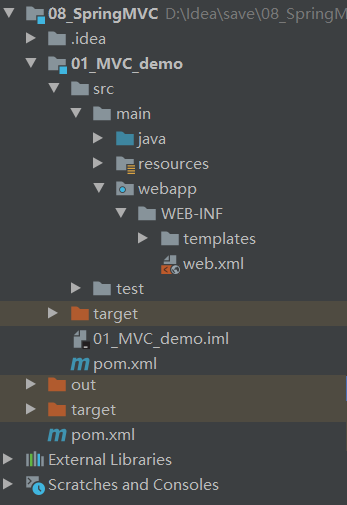 08_SpringMVC D:\Idea\save\08_SpringM
.idea
01_MVC_demo
src
main
java
resources
webapp
WEB-INF
templates
web.xml
test
target
01_MVC_demo.iml
pom.xml
out
target
pom.xml
External Libraries
Scratches and Consoles